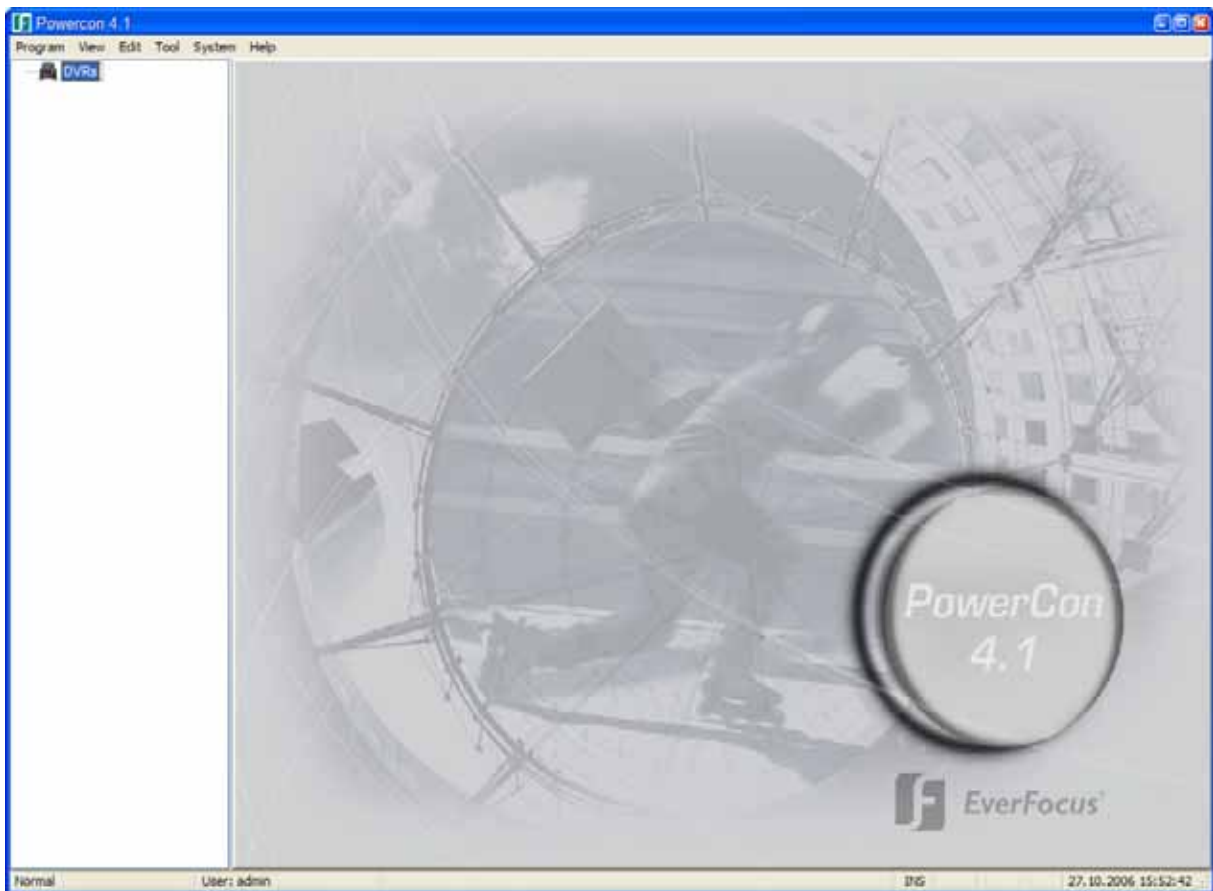 Powercon 4.1
Program View Edit Tool System Help
DVRs
PowerCon
4.1
EverFocus®
Normal User: admin INS 27.10.2006 15:52:42